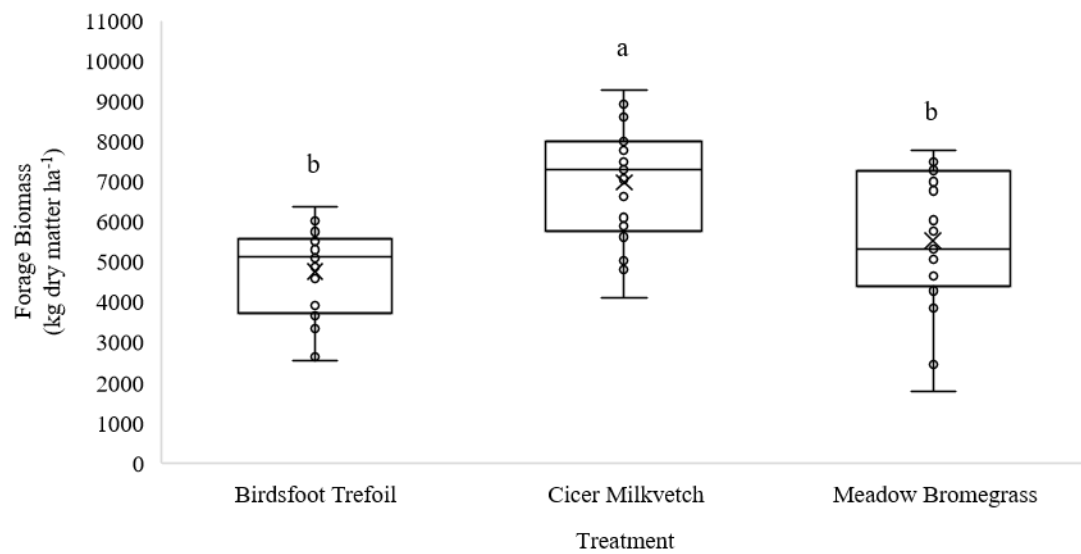 Forage Biomass
(kg dry matter ha-1)
11000
10000
9000
8000
7000
6000
5000
4000
3000
2000
1000
0
b
a
b
Birdsfoot Trefoil
Cicer Milkvetch
Meadow Bromegrass
Treatment